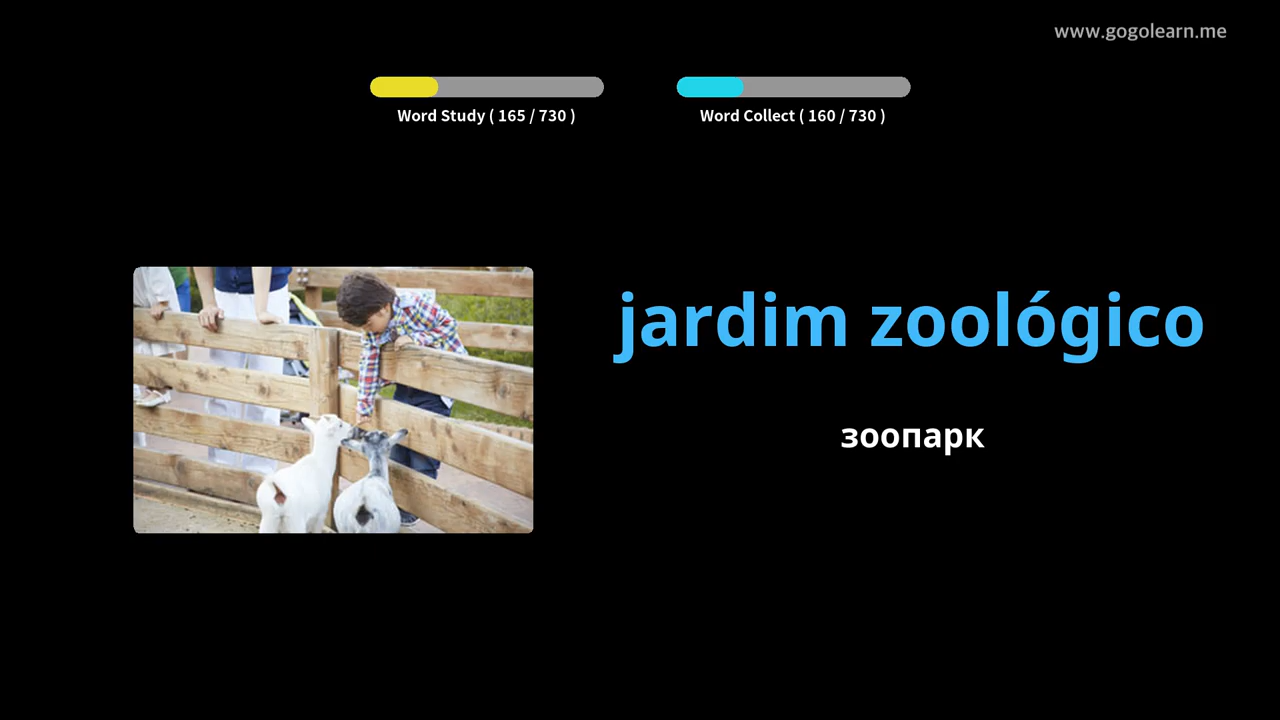 www.gogolearn.me
Word Study ( 165 / 730 )
Word Collect ( 160 / 730 )
jardim zoológico
зоопарк